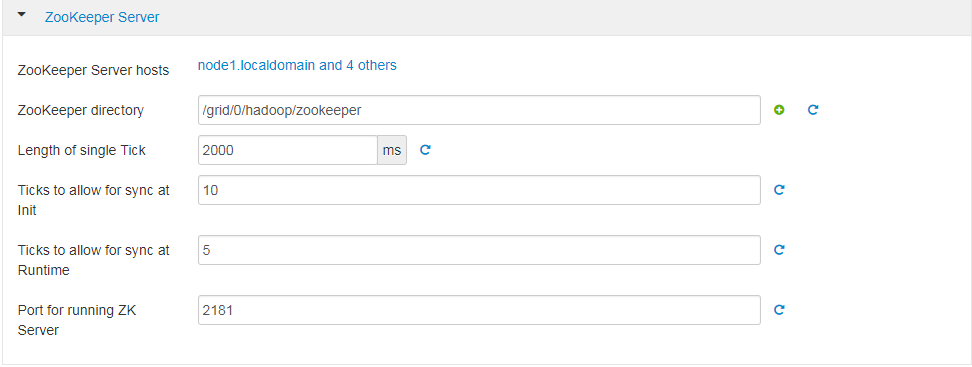 ZooKeeper Server
ZooKeeper Server hosts
node1.localdomain and 4 others
ZooKeeper directory
/grid/0/hadoop/zookeeper
Length of single Tick
2000
ms
Ticks to allow for sync at
Init
10
Ticks to allow for sync at
Runtime
5
Port for running ZK
Server
2181